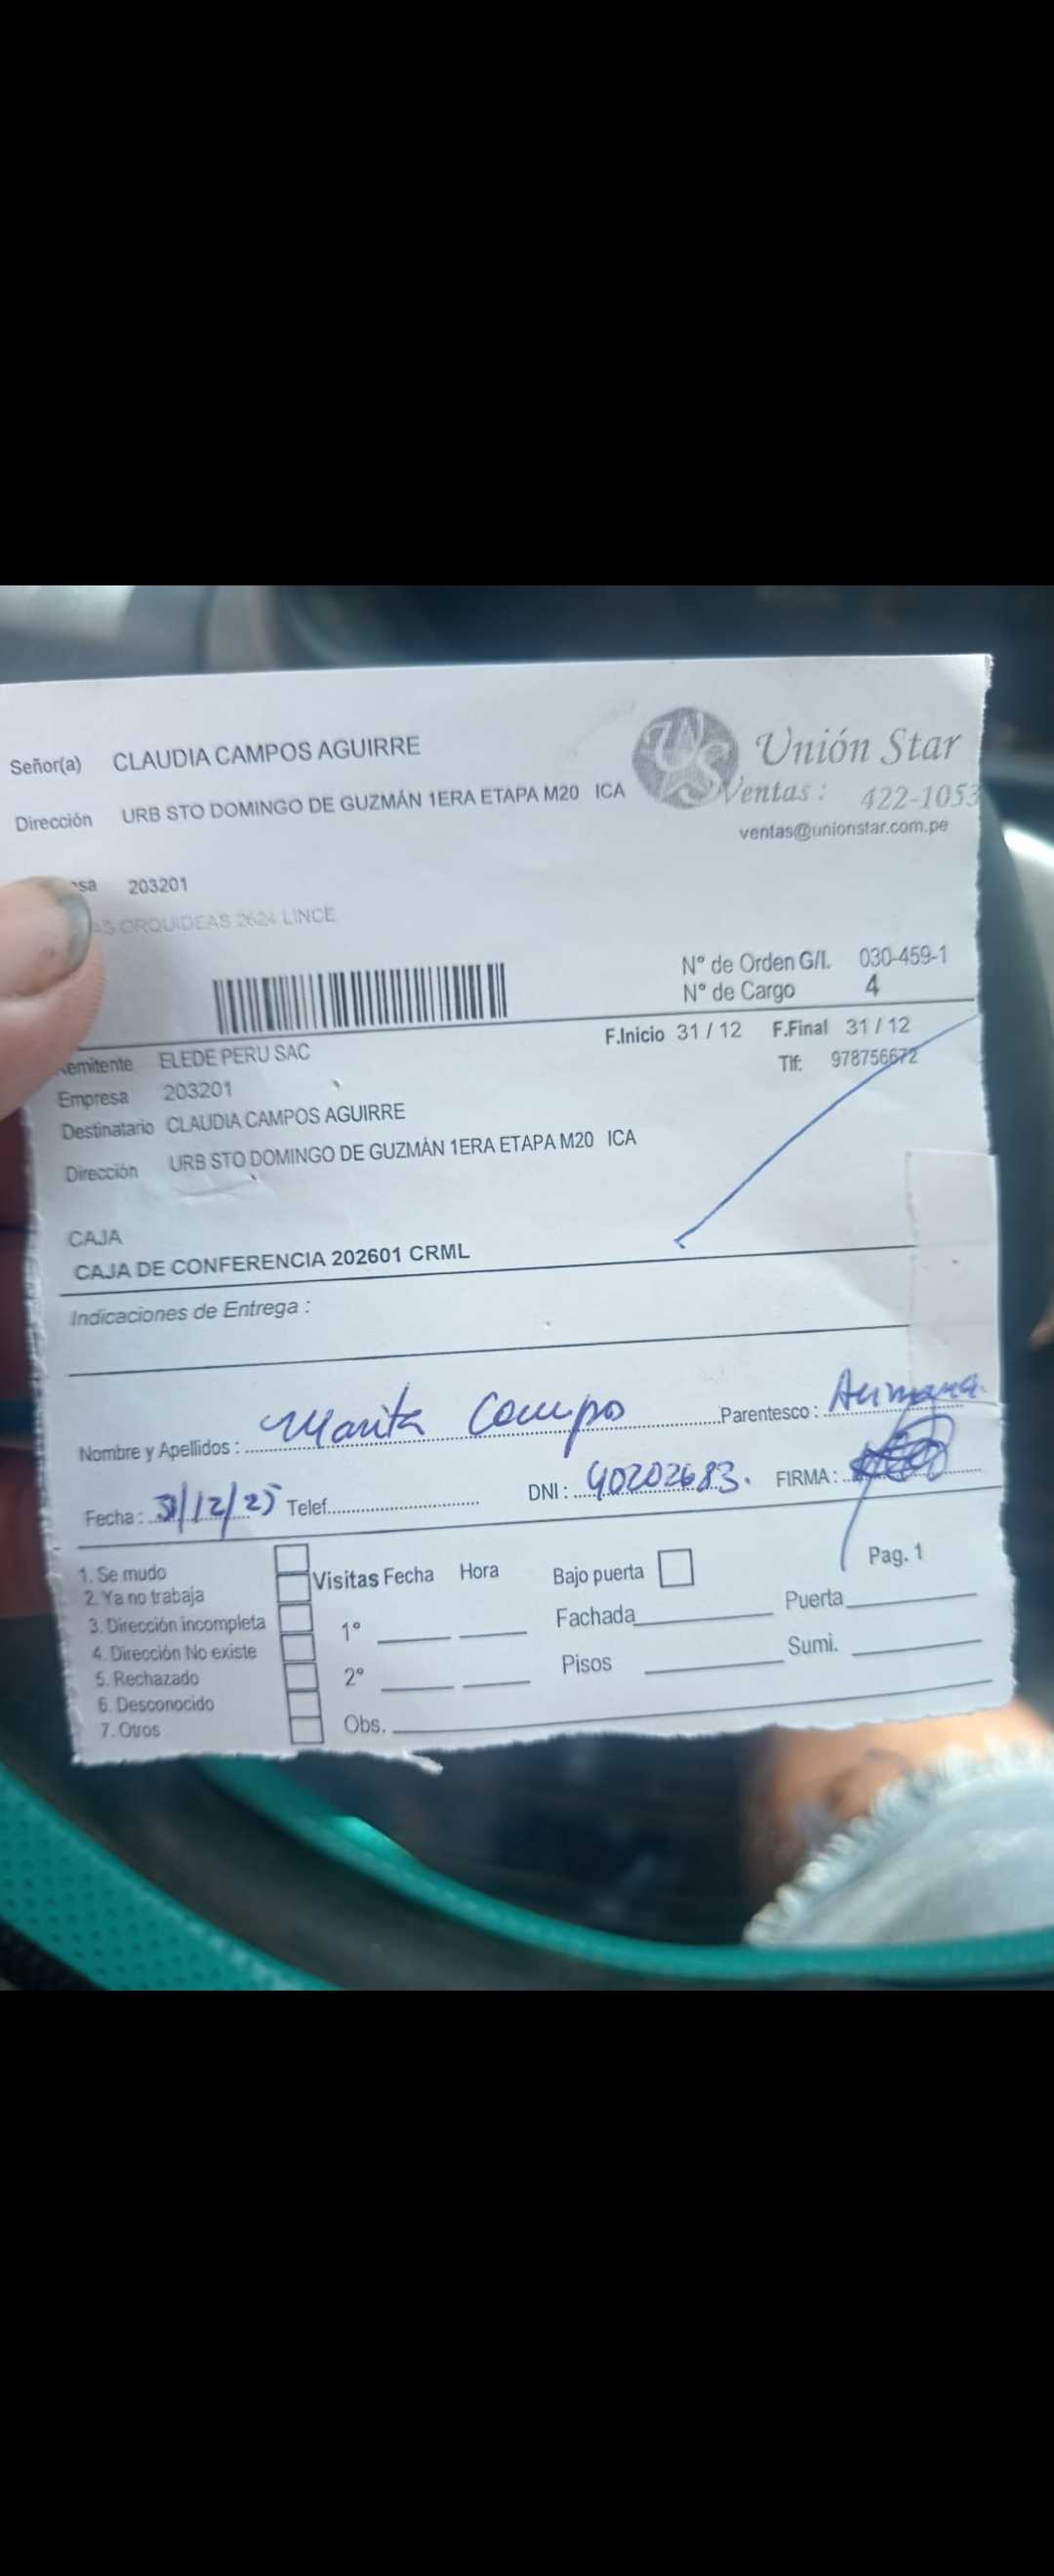 Señor(a) CLAUDIA CAMPOS AGUIRRE
Unión Star
Dirección URB STO DOMINGO DE GUZMÁN 1ERA ETAPA M20 ICA
Ventas : 422-1053
ventas@unionstar.com.pe
203201
ORQUIDEAS 2624 LINCE
N° de Orden G/I. 030-459-1
N° de Cargo 4
F.Inicio 31 / 12 F.Final 31 / 12
emitente ELEDE PERU SAC
Tlf: 978756672
Empresa 203201
Destinatario CLAUDIA CAMPOS AGUIRRE
Dirección URB STO DOMINGO DE GUZMÁN 1ERA ETAPA M20 ICA
CAJA
CAJA DE CONFERENCIA 202601 CRML
Indicaciones de Entrega :
Nombre y Apellidos : Marita Campos Parentesco :
Fecha : 31/12/25 Telef. DNI : 40202683. FIRMA :
Pag. 1
1. Se mudo
2. Ya no trabaja
3. Dirección incompleta
4. Dirección No existe
5. Rechazado
6. Desconocido
7. Otros
Visitas Fecha Hora
1°
2°
Obs.
Bajo puerta
Fachada Puerta
Pisos Sumi.